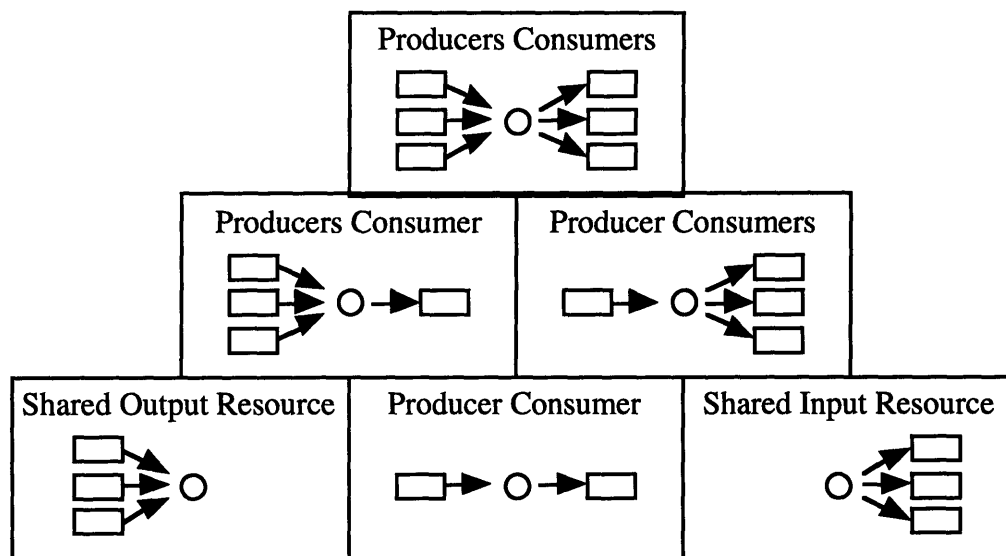 Producers Consumers
Producers Consumer
Producer Consumers
Shared Output Resource
Producer Consumer
Shared Input Resource